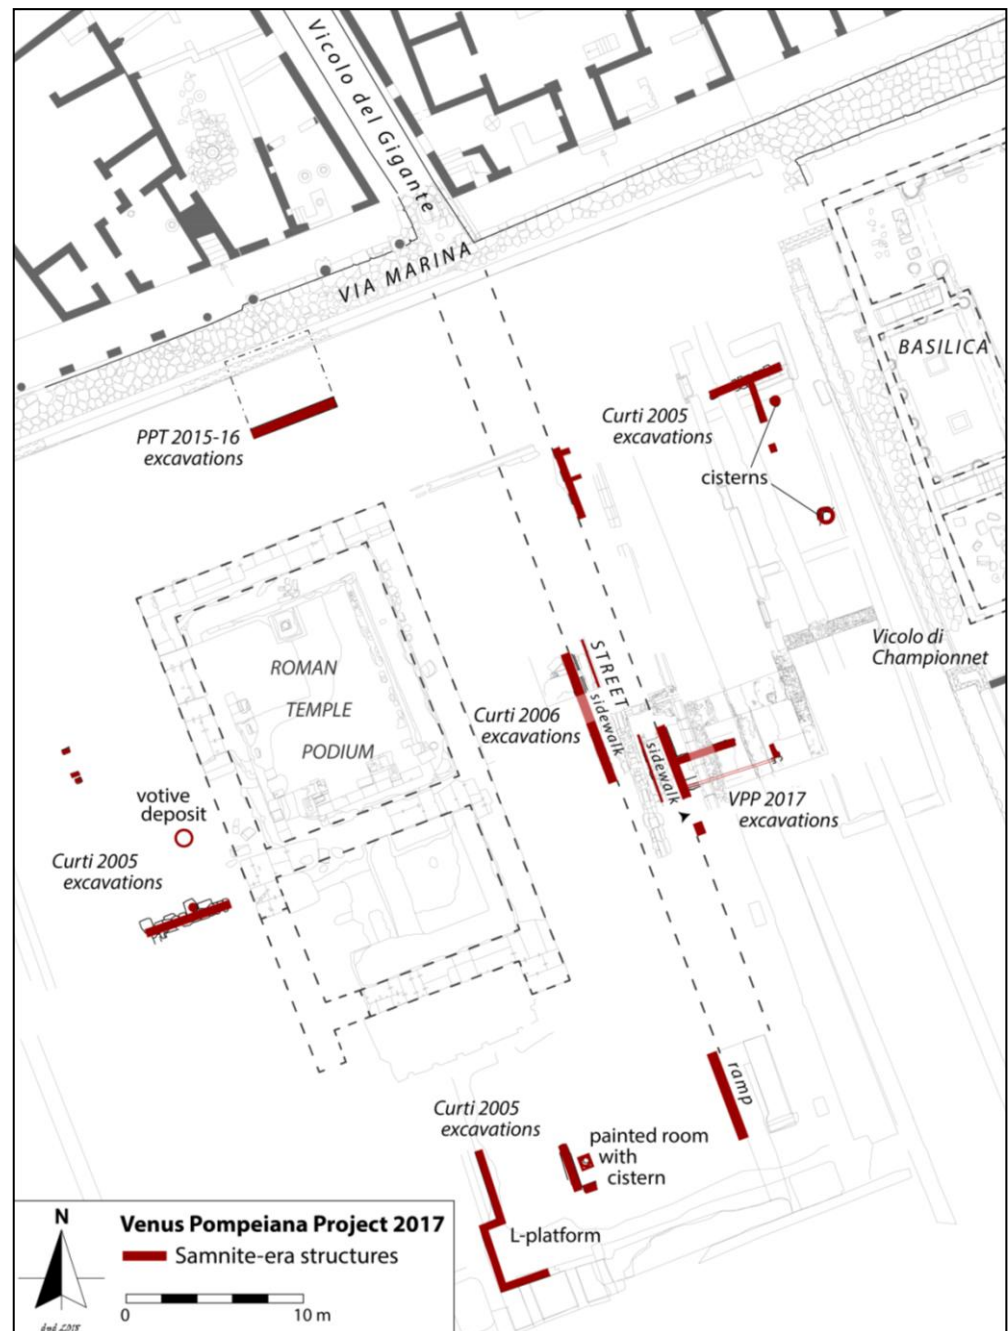 Vicolo del Gigante
VIA MARINA
BASILICA
PPT 2015-16
excavations
Curti 2005
excavations
cisterns
Vicolo di
Championnet
ROMAN
TEMPLE
PODIUM
STREET
sidewalk
Curti 2006
excavations
sidewalk
VPP 2017
excavations
votive
deposit
Curti 2005
excavations
ramp
Curti 2005
excavations
painted room
with
cistern
L-platform
N
Venus Pompeiana Project 2017
Samnite-era structures
0
10 m
dmd 2018